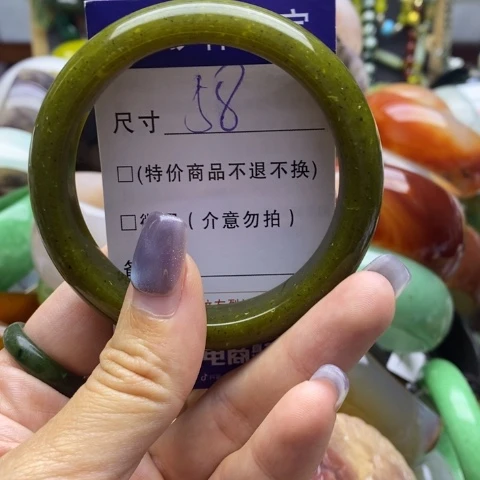 尺寸 58
□(特价商品不退不换)
□ (介意勿拍)
电商